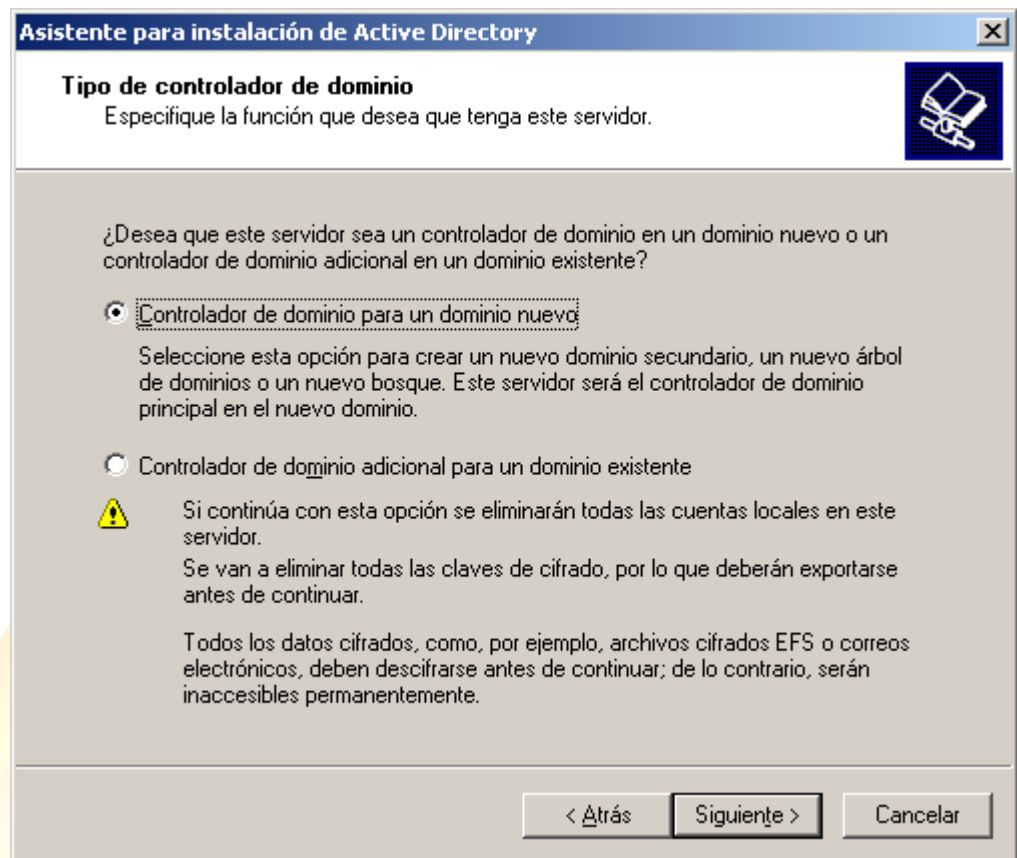 Asistente para instalación de Active Directory
Tipo de controlador de dominio
Especifique la función que desea que tenga este servidor.
¿Desea que este servidor sea un controlador de dominio en un dominio nuevo o un
controlador de dominio adicional en un dominio existente?
Controlador de dominio para un dominio nuevo
Seleccione esta opción para crear un nuevo dominio secundario, un nuevo árbol
de dominios o un nuevo bosque. Este servidor será el controlador de dominio
principal en el nuevo dominio.
Controlador de dominio adicional para un dominio existente
Si continúa con esta opción se eliminarán todas las cuentas locales en este
servidor.
Se van a eliminar todas las claves de cifrado, por lo que deberán exportarse
antes de continuar.
Todos los datos cifrados, como, por ejemplo, archivos cifrados EFS o correos
electrónicos, deben descifrarse antes de continuar; de lo contrario, serán
inaccesibles permanentemente.
< Atrás
Siguiente >
Cancelar